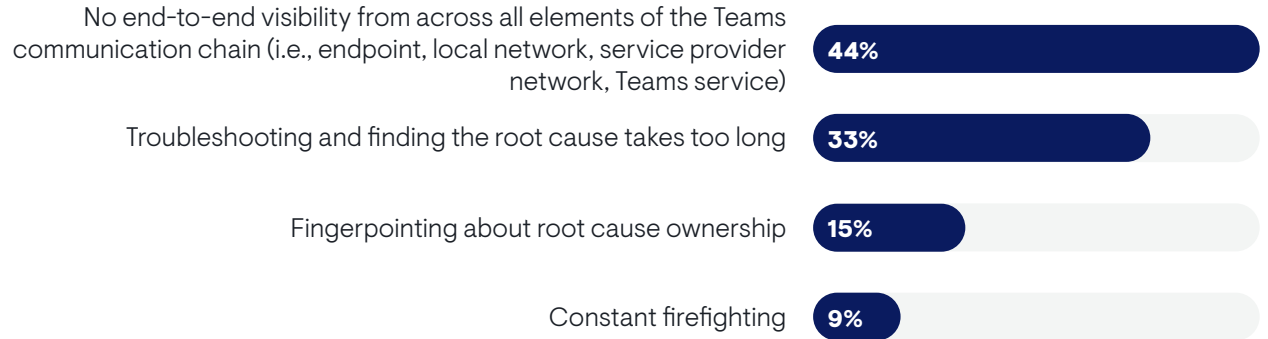 No end-to-end visibility from across all elements of the Teams
communication chain (i.e., endpoint, local network, service provider
network, Teams service)
44%
Troubleshooting and finding the root cause takes too long
33%
Fingerpointing about root cause ownership
15%
Constant firefighting
9%